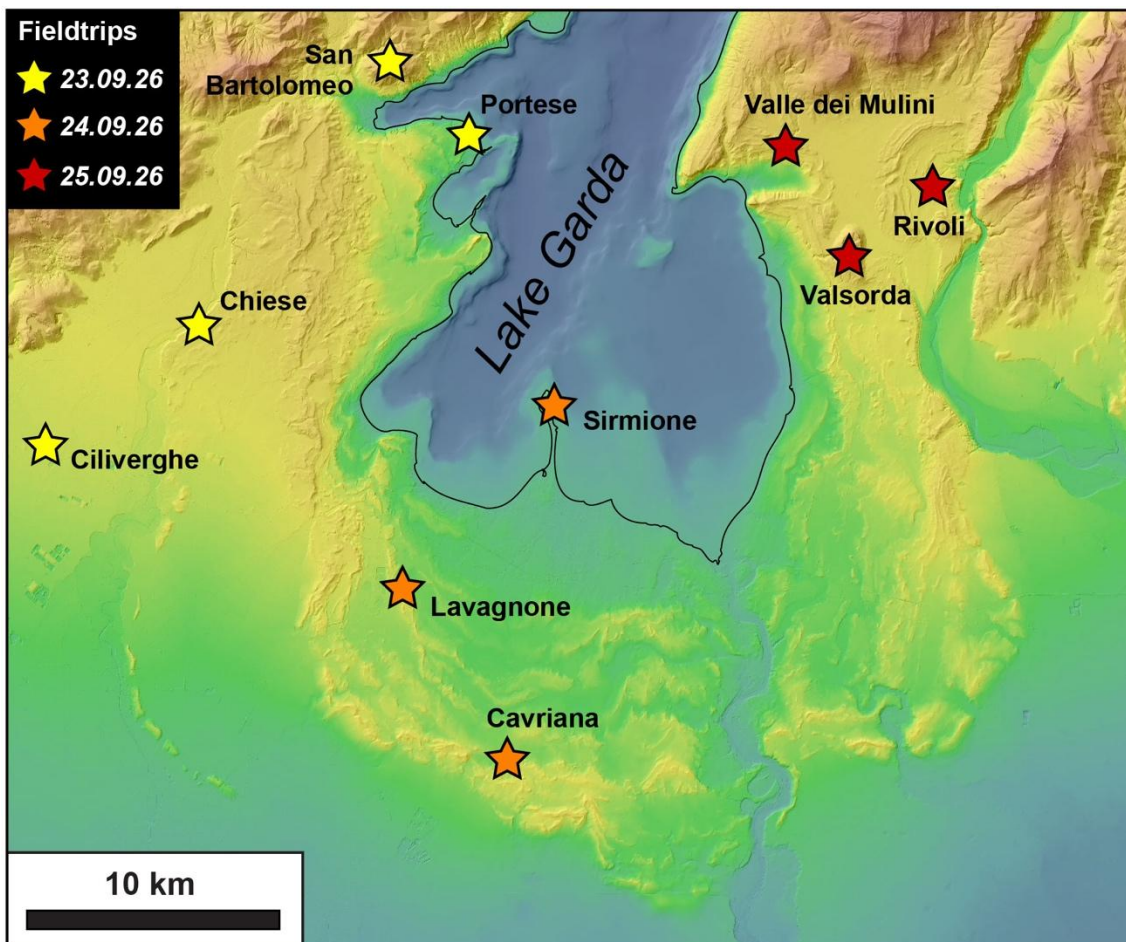 Fieldtrips
23.09.26
24.09.26
25.09.26
San
Bartolomeo
Portese
Valle dei Mulini
Rivoli
Valsorda
Lake Garda
Chiese
Sirmione
Ciliverghe
Lavagnone
Cavriana
10 km